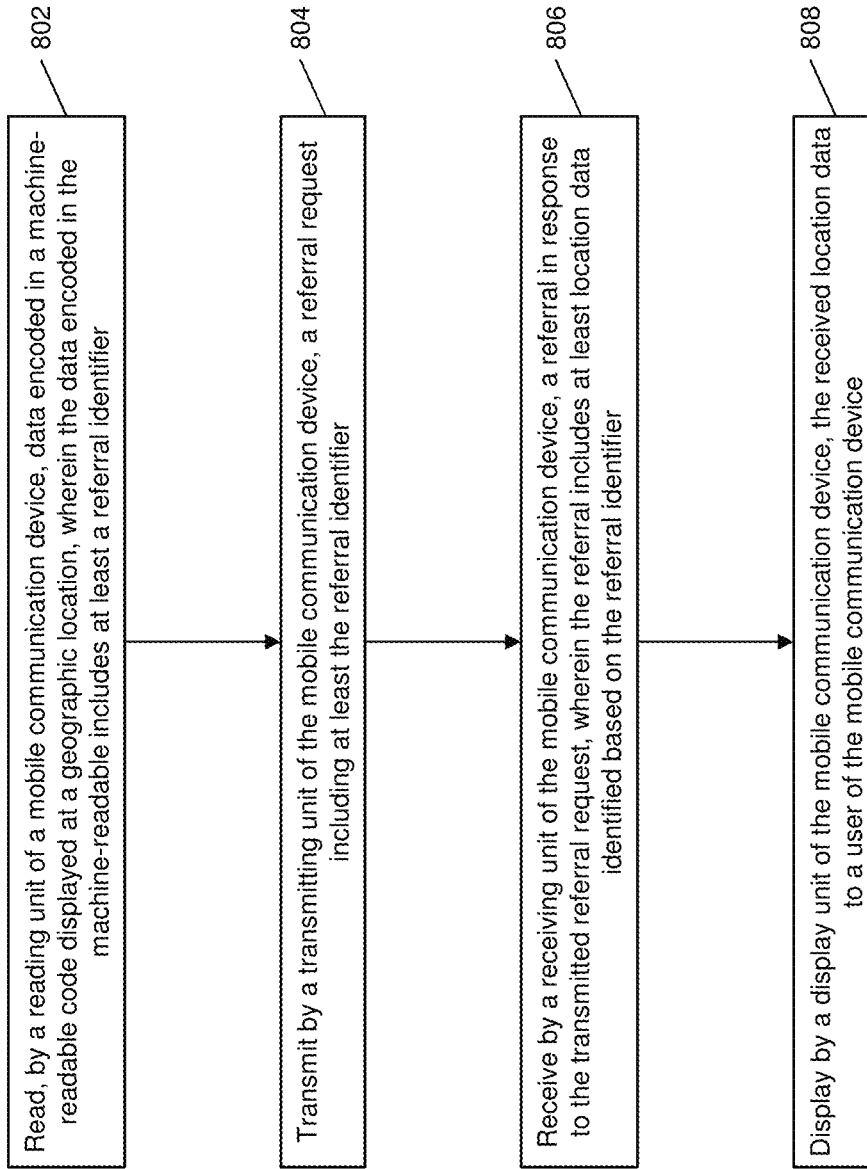 Read, by a reading unit of a mobile communication device, data encoded in a machine-
readable code displayed at a geographic location, wherein the data encoded in the
machine-readable includes at least a referral identifier
802
Transmit by a transmitting unit of the mobile communication device, a referral request
including at least the referral identifier
804
Receive by a receiving unit of the mobile communication device, a referral in response
to the transmitted referral request, wherein the referral includes at least location data
identified based on the referral identifier
806
Display by a display unit of the mobile communication device, the received location data
to a user of the mobile communication device
808